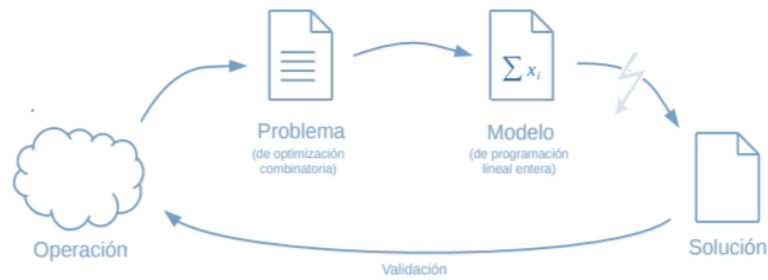 ∑ xᵢ
Problema
(de optimización
combinatoria)
Modelo
(de programación
lineal entera)
Operación
Solución
Validación